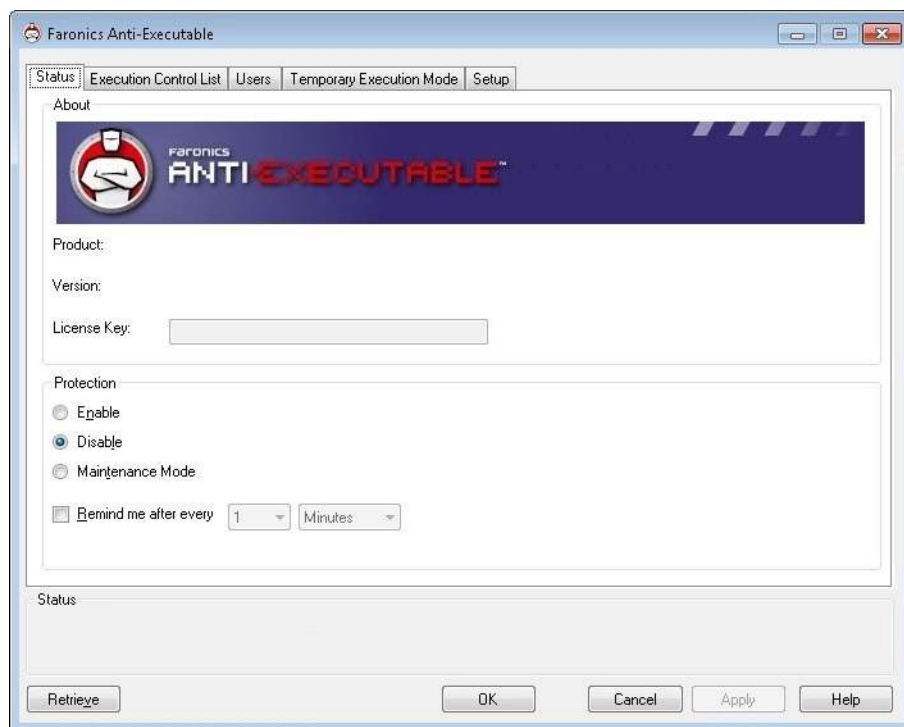 Faronics Anti-Executable
Status Execution Control List Users Temporary Execution Mode Setup
About
FARONICS
ANTI-EXECUTABLE™
Product:
Version:
License Key:
Protection
Enable
Disable
Maintenance Mode
Remind me after every 1 Minutes
Status
Retrieve OK Cancel Apply Help